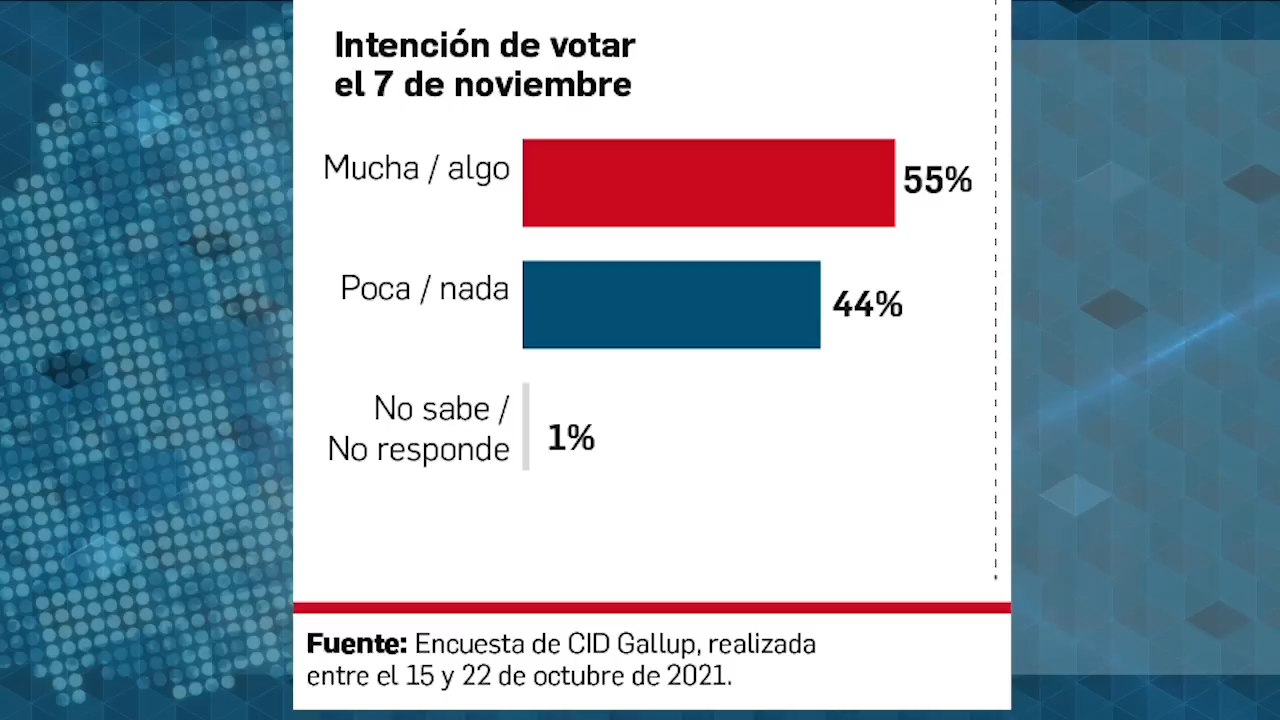 Intención de votar
el 7 de noviembre
Mucha / algo
55%
Poca / nada
44%
No sabe /
No responde
1%
Fuente: Encuesta de CID Gallup, realizada
entre el 15 y 22 de octubre de 2021.